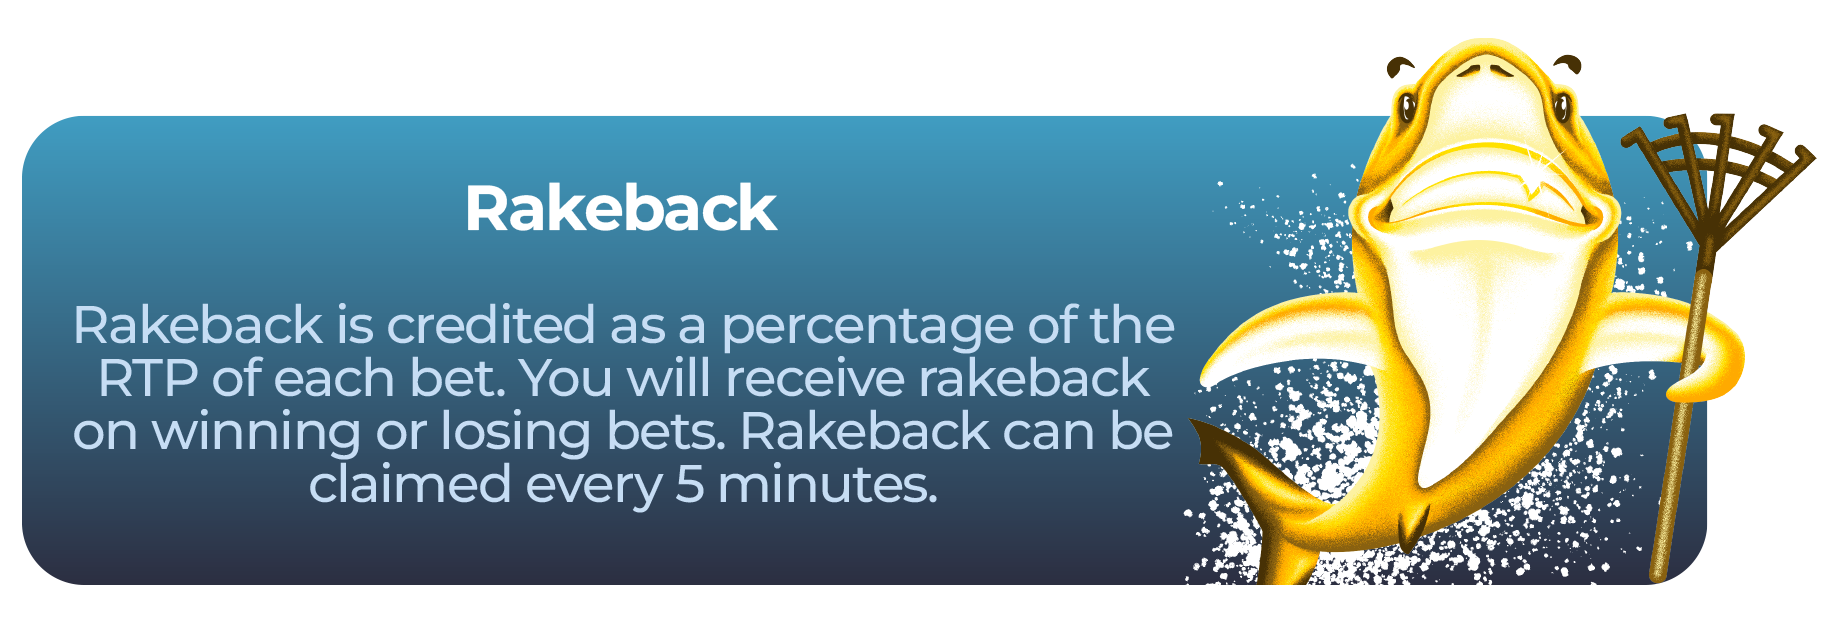 Rakeback
Rakeback is credited as a percentage of the
RTP of each bet. You will receive rakeback
on winning or losing bets. Rakeback can be
claimed every 5 minutes.